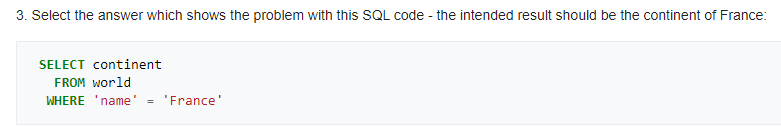 3. Select the answer which shows the problem with this SQL code - the intended result should be the continent of France:
SELECT continent
FROM world
WHERE 'name' = 'France'